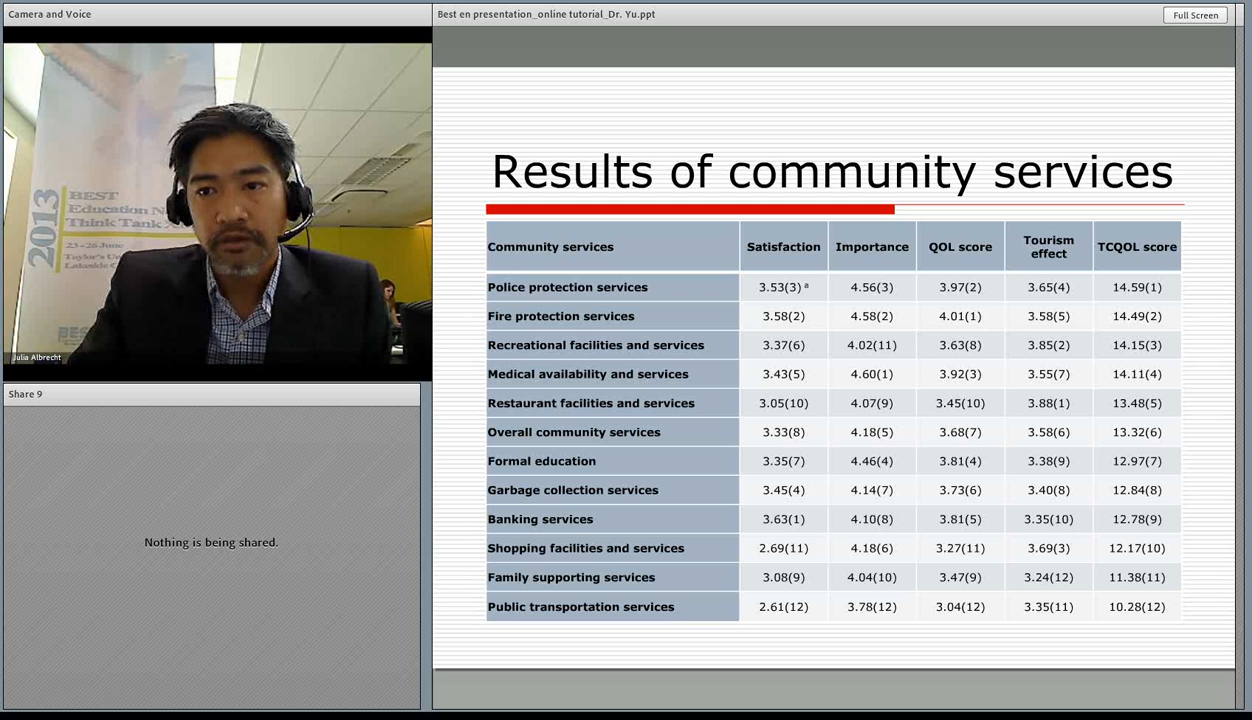 Camera and Voice
2013
BEST
Education N
Think Tank
23-26 June
Taylor's Un
Lakeside C
BES
Julia Albrecht
Share 9
Nothing is being shared.
Best en presentation_online tutorial_Dr. Yu.ppt
Full Screen
Results of community services
Community services Satisfaction Importance QOL score Tourism effect TCQOL score
Police protection services 3.53(3) a 4.56(3) 3.97(2) 3.65(4) 14.59(1)
Fire protection services 3.58(2) 4.58(2) 4.01(1) 3.58(5) 14.49(2)
Recreational facilities and services 3.37(6) 4.02(11) 3.63(8) 3.85(2) 14.15(3)
Medical availability and services 3.43(5) 4.60(1) 3.92(3) 3.55(7) 14.11(4)
Restaurant facilities and services 3.05(10) 4.07(9) 3.45(10) 3.88(1) 13.48(5)
Overall community services 3.33(8) 4.18(5) 3.68(7) 3.58(6) 13.32(6)
Formal education 3.35(7) 4.46(4) 3.81(4) 3.38(9) 12.97(7)
Garbage collection services 3.45(4) 4.14(7) 3.73(6) 3.40(8) 12.84(8)
Banking services 3.63(1) 4.10(8) 3.81(5) 3.35(10) 12.78(9)
Shopping facilities and services 2.69(11) 4.18(6) 3.27(11) 3.69(3) 12.17(10)
Family supporting services 3.08(9) 4.04(10) 3.47(9) 3.24(12) 11.38(11)
Public transportation services 2.61(12) 3.78(12) 3.04(12) 3.35(11) 10.28(12)